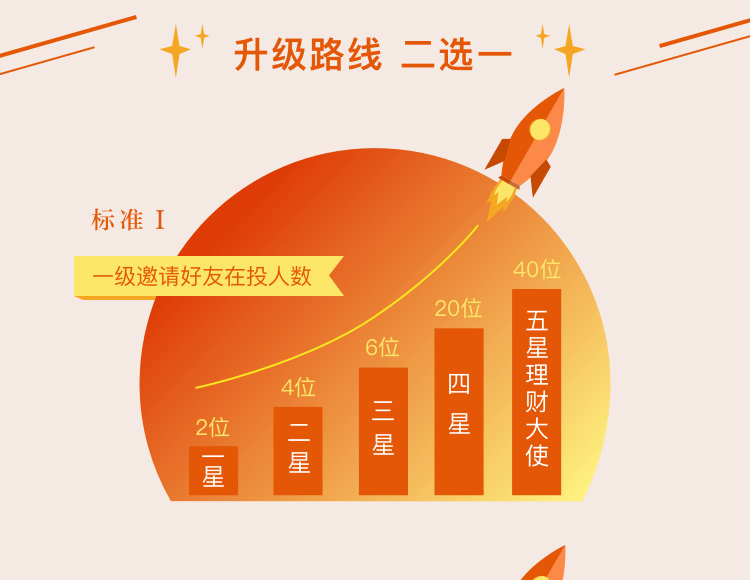 升级路线 二选一
标准 I
一级邀请好友在投人数
2位
一星
4位
二星
6位
三星
20位
四星
40位
五星理财大使